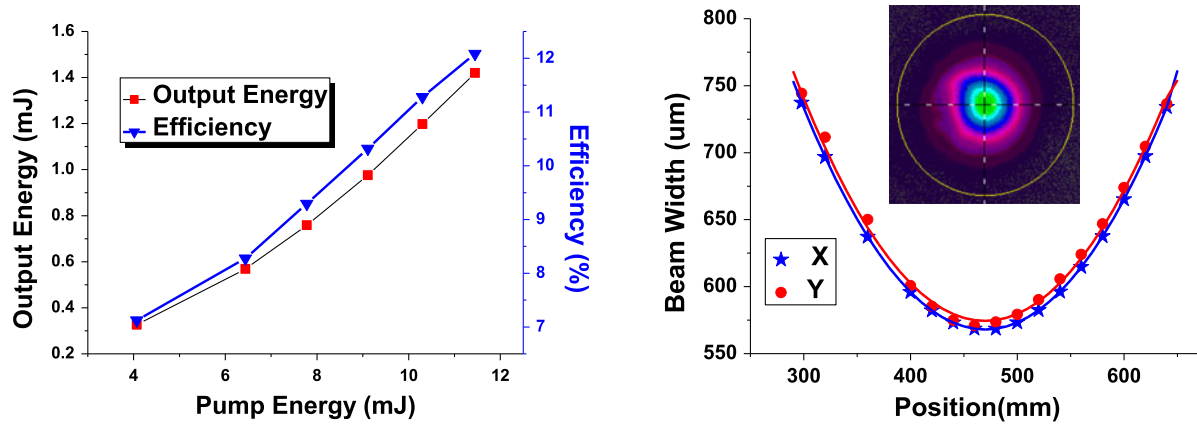 1.6
1.4
1.2
1.0
0.8
0.6
0.4
0.2
Output Energy (mJ)
Output Energy
Efficiency
12
11
10
9
8
7
Efficiency (%)
4 6 8 10 12
Pump Energy (mJ)
800
750
700
650
600
550
Beam Width (um)
X
Y
300 400 500 600
Position(mm)